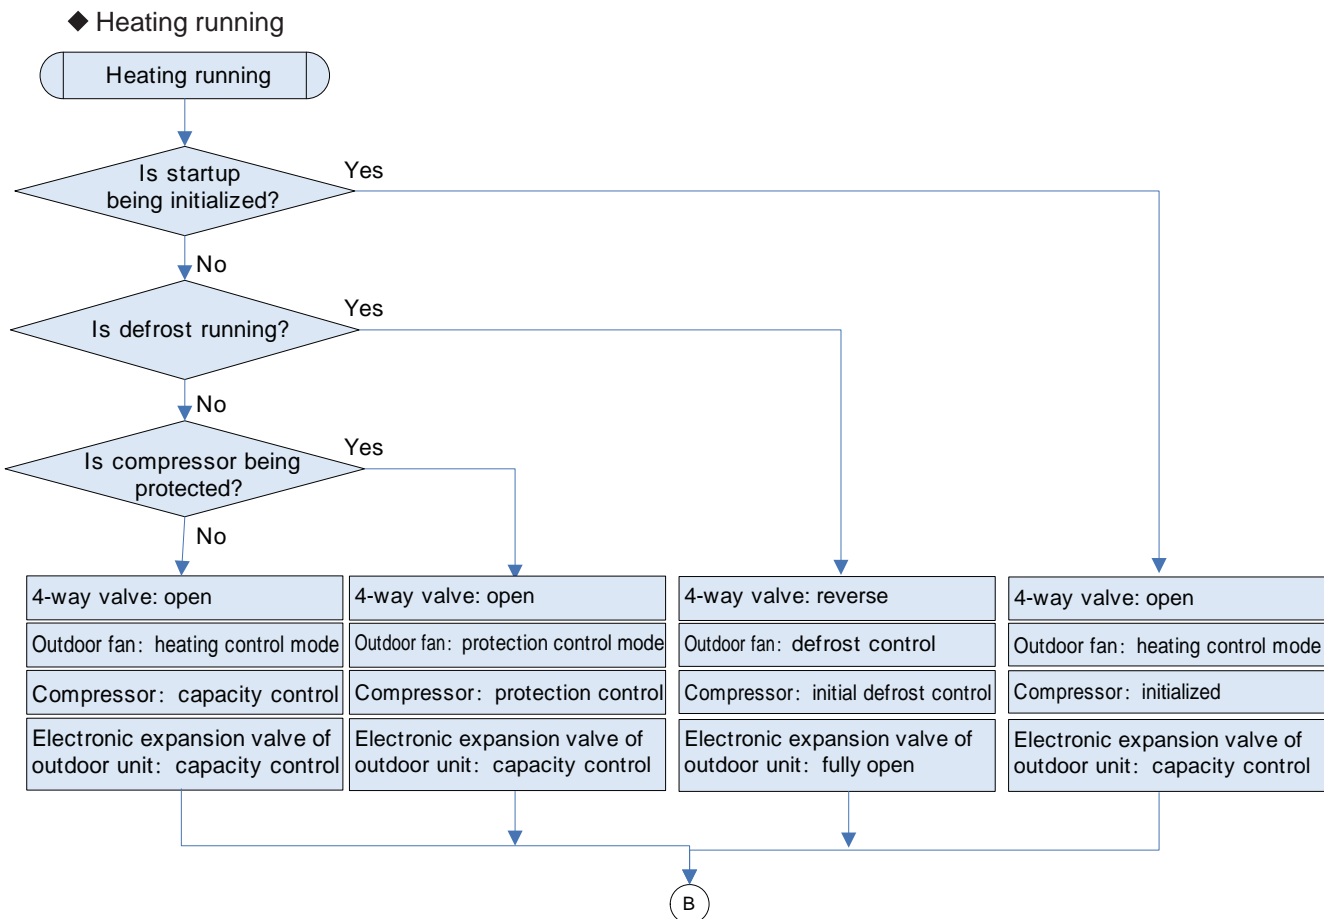 ◆ Heating running
Heating running
Is startup
being initialized?
Yes
No
Is defrost running?
Yes
No
Is compressor being
protected?
Yes
No
4-way valve: open
Outdoor fan: heating control mode
Compressor: capacity control
Electronic expansion valve of
outdoor unit: capacity control
4-way valve: open
Outdoor fan: protection control mode
Compressor: protection control
Electronic expansion valve of
outdoor unit: capacity control
4-way valve: reverse
Outdoor fan: defrost control
Compressor: initial defrost control
Electronic expansion valve of
outdoor unit: fully open
4-way valve: open
Outdoor fan: heating control mode
Compressor: initialized
Electronic expansion valve of
outdoor unit: capacity control
B